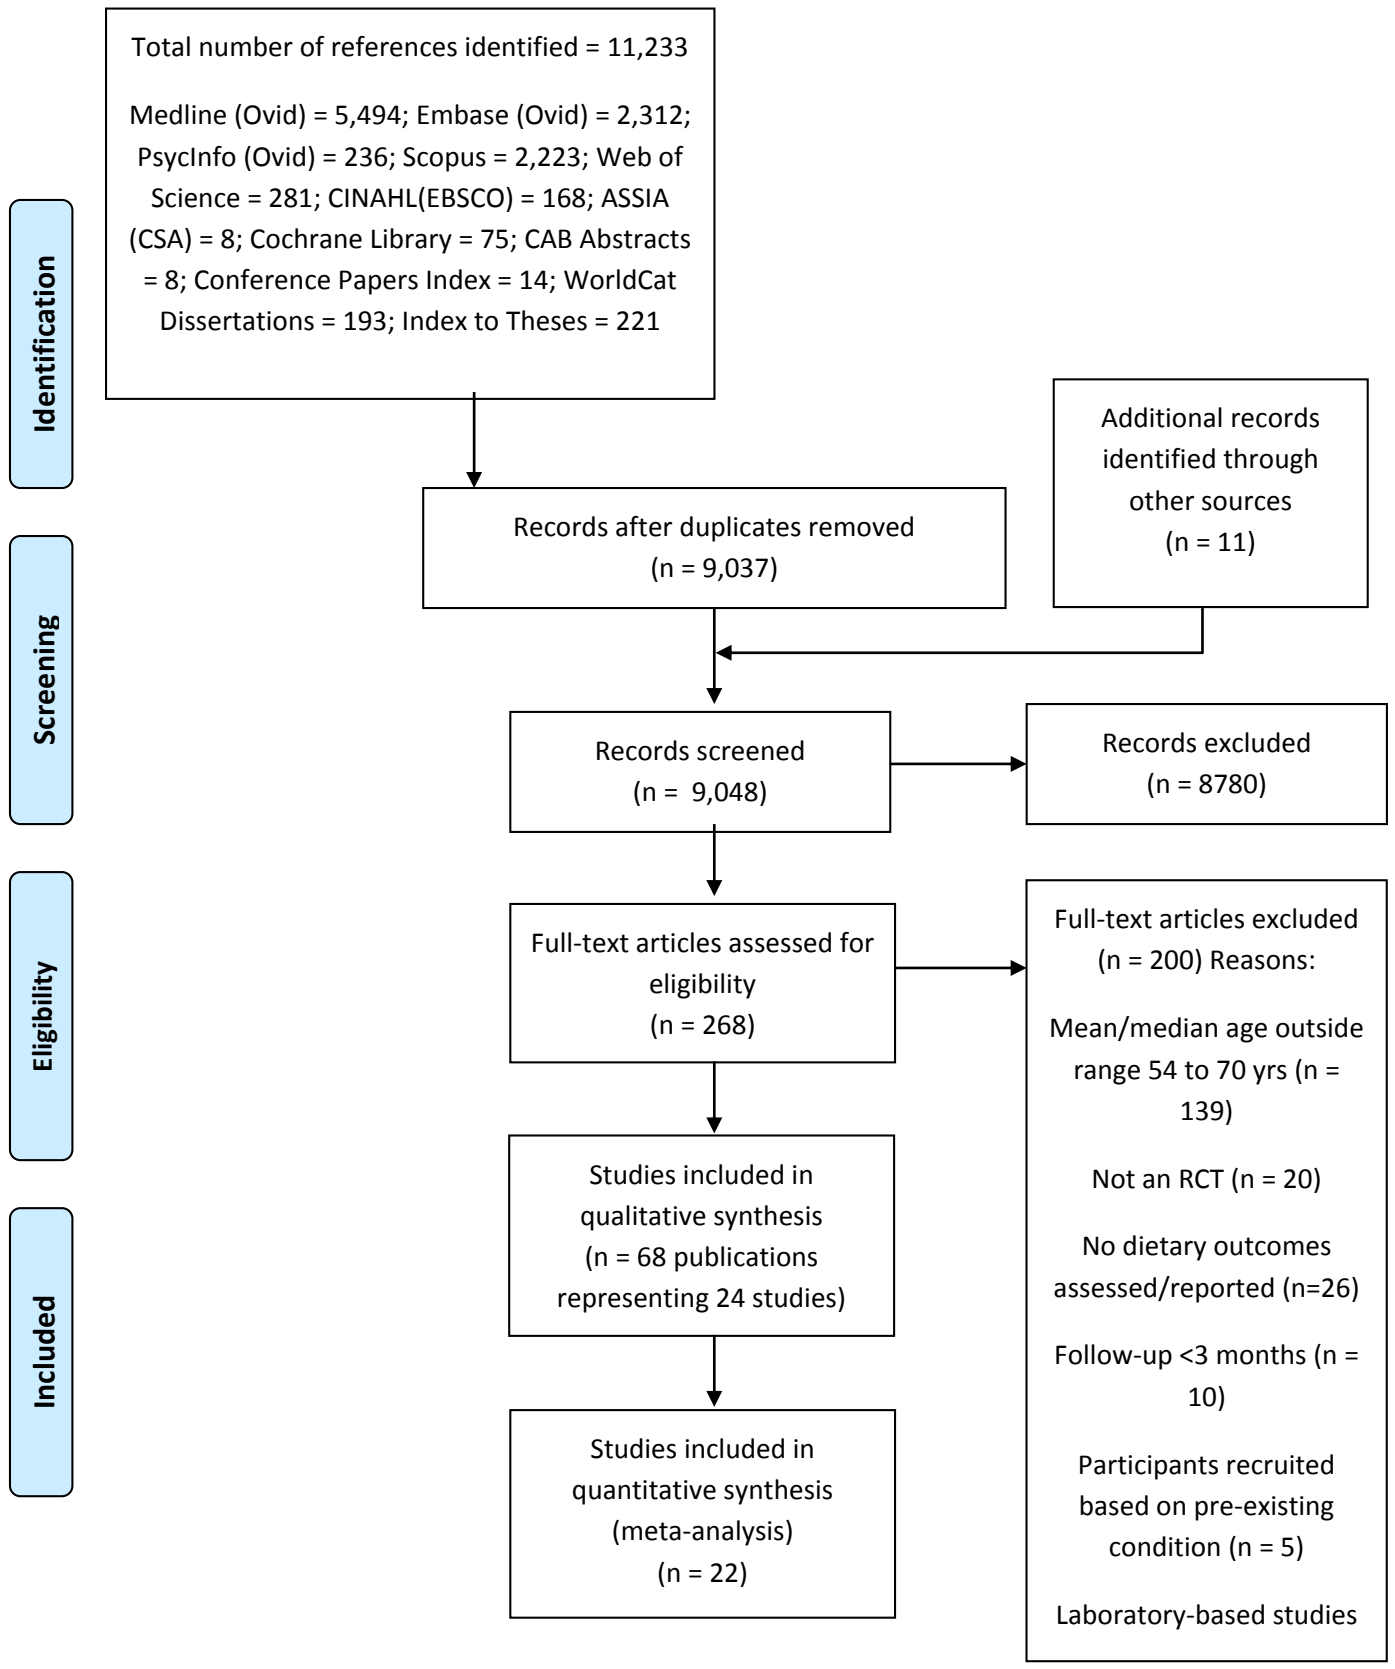 Total number of references identified = 11,233
Medline (Ovid) = 5,494; Embase (Ovid) = 2,312;
PsycInfo (Ovid) = 236; Scopus = 2,223; Web of
Science = 281; CINAHL(EBSCO) = 168; ASSIA
(CSA) = 8; Cochrane Library = 75; CAB Abstracts
= 8; Conference Papers Index = 14; WorldCat
Dissertations = 193; Index to Theses = 221
Identification
Additional records
identified through
other sources
(n = 11)
Records after duplicates removed
(n = 9,037)
Screening
Records screened
(n =  9,048)
Records excluded
(n = 8780)
Eligibility
Full-text articles assessed for
eligibility
(n = 268)
Full-text articles excluded
(n = 200) Reasons:
Mean/median age outside
range 54 to 70 yrs (n =
139)
Not an RCT (n = 20)
No dietary outcomes
assessed/reported (n=26)
Follow-up <3 months (n =
10)
Participants recruited
based on pre-existing
condition (n = 5)
Laboratory-based studies
Studies included in
qualitative synthesis
(n = 68 publications
representing 24 studies)
Included
Studies included in
quantitative synthesis
(meta-analysis)
(n = 22)